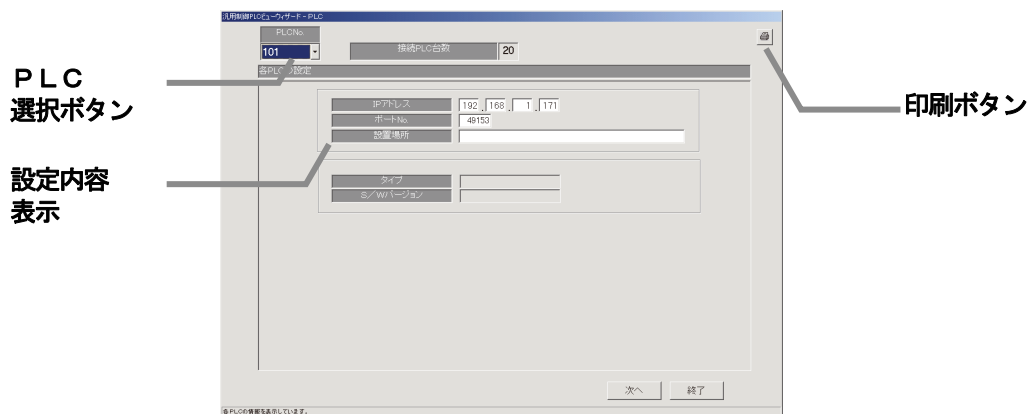 汎用制御PLCビューウィザード - PLC
PLCNo.
101
接続PLC台数
20
各PLCの設定
IPアドレス
192 . 168 . 1 . 171
ポートNo.
49153
設置場所
タイプ
S/Wバージョン
次へ
終了
各PLCの情報を表示しています。
PLC
選択ボタン
設定内容
表示
印刷ボタン